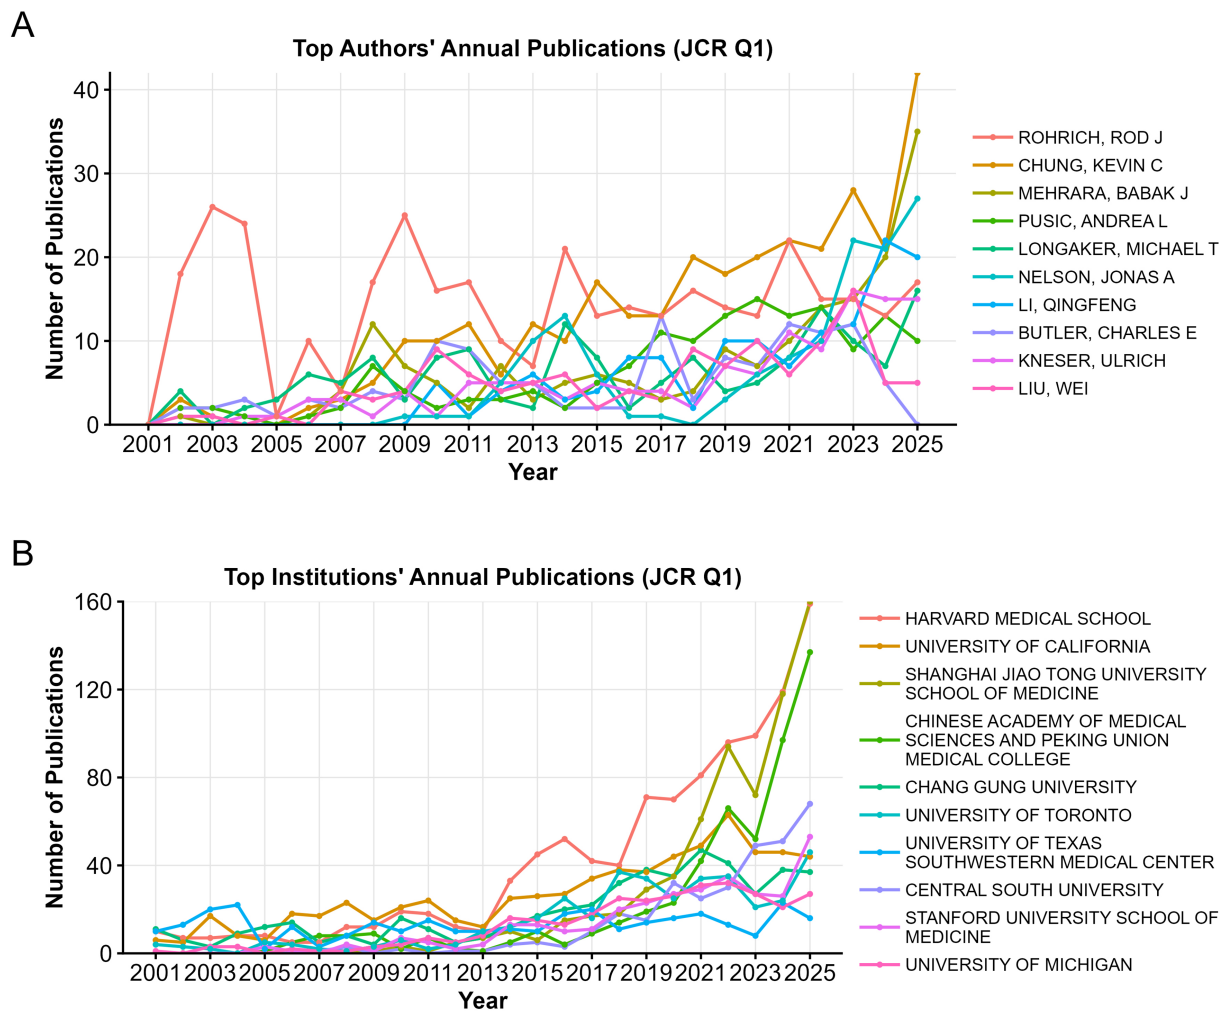 A
Top Authors' Annual Publications (JCR Q1)
Number of Publications
40
30
20
10
0
2001 2003 2005 2007 2009 2011 2013 2015 2017 2019 2021 2023 2025
Year
ROHRICH, ROD J
CHUNG, KEVIN C
MEHRARA, BABAK J
PUSIC, ANDREA L
LONGAKER, MICHAEL T
NELSON, JONAS A
LI, QINGFENG
BUTLER, CHARLES E
KNESER, ULRICH
LIU, WEI
B
Top Institutions' Annual Publications (JCR Q1)
Number of Publications
160
120
80
40
0
2001 2003 2005 2007 2009 2011 2013 2015 2017 2019 2021 2023 2025
Year
HARVARD MEDICAL SCHOOL
UNIVERSITY OF CALIFORNIA
SHANGHAI JIAO TONG UNIVERSITY
SCHOOL OF MEDICINE
CHINESE ACADEMY OF MEDICAL
SCIENCES AND PEKING UNION
MEDICAL COLLEGE
CHANG GUNG UNIVERSITY
UNIVERSITY OF TORONTO
UNIVERSITY OF TEXAS
SOUTHWESTERN MEDICAL CENTER
CENTRAL SOUTH UNIVERSITY
STANFORD UNIVERSITY SCHOOL OF
MEDICINE
UNIVERSITY OF MICHIGAN